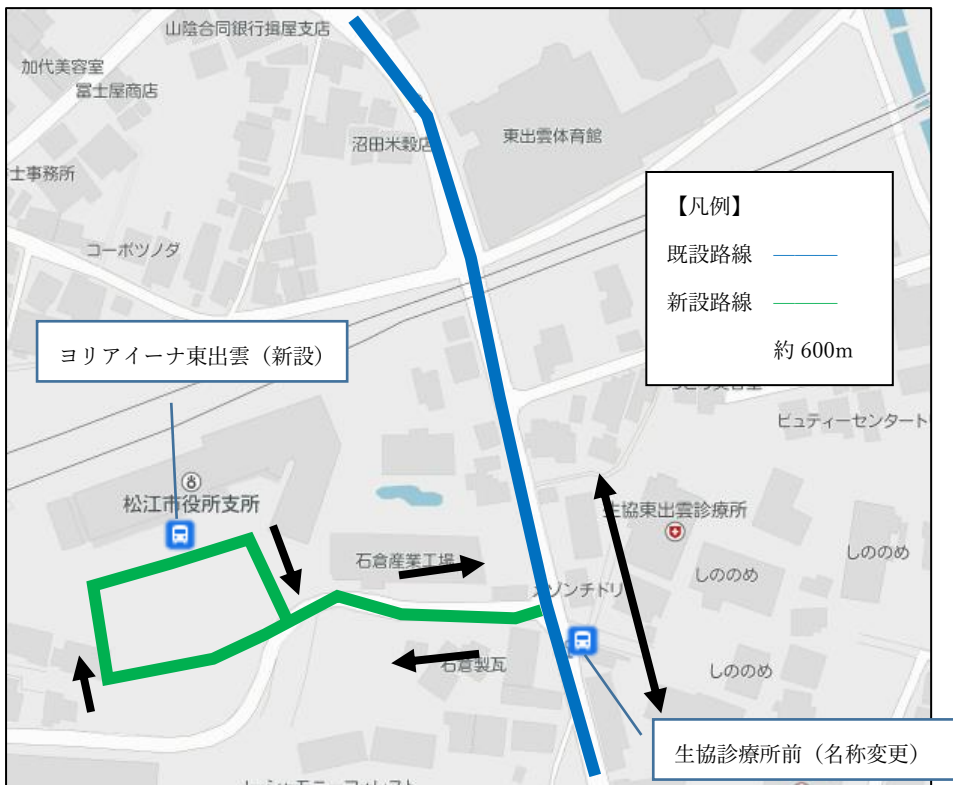 山陰合同銀行揖屋支店
加代美容室
冨士屋商店
沼田米穀店
東出雲体育館
士事務所
コーポツノダ
【凡例】
既設路線
新設路線
約 600m
ヨリアイーナ東出雲（新設）
ビュティーセンタート
松江市役所支所
生協東出雲診療所
石倉産業工場
しののめ
しののめ
メゾンチドリ
石倉製瓦
しののめ
生協診療所前（名称変更）